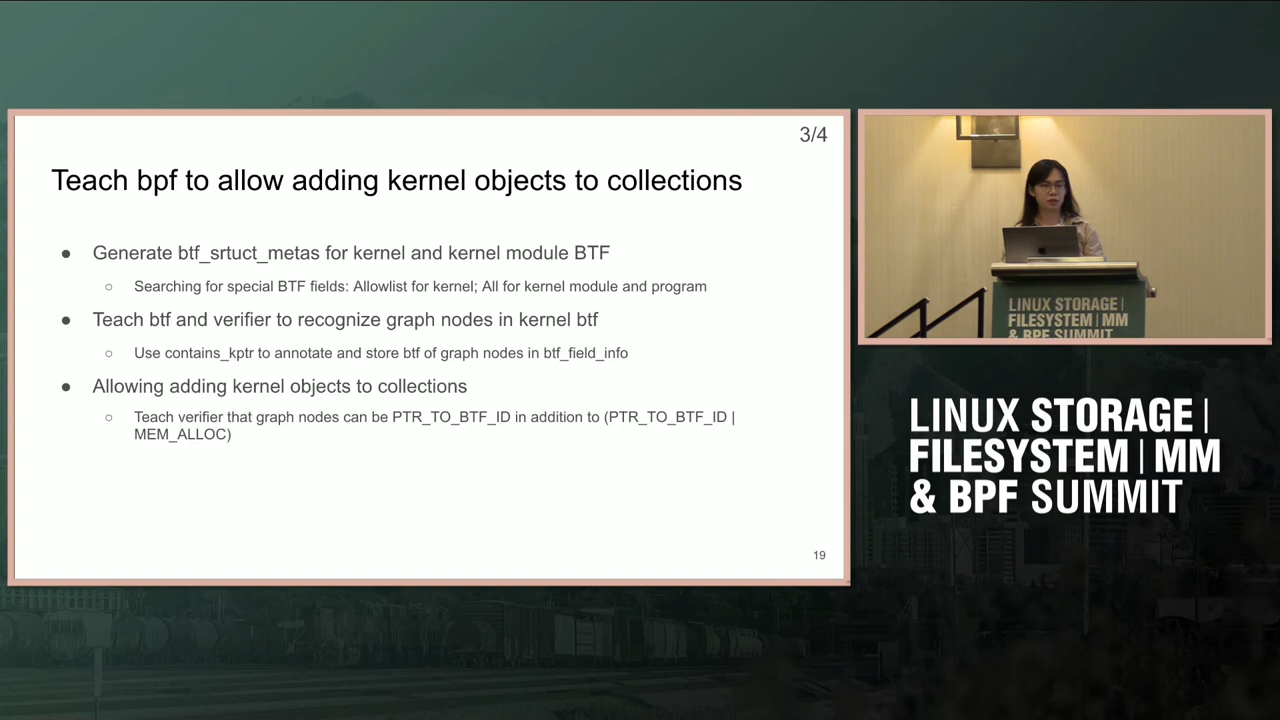 3/4
Teach bpf to allow adding kernel objects to collections
● Generate btf_srtuct_metas for kernel and kernel module BTF
○ Searching for special BTF fields: Allowlist for kernel; All for kernel module and program
● Teach btf and verifier to recognize graph nodes in kernel btf
○ Use contains_kptr to annotate and store btf of graph nodes in btf_field_info
● Allowing adding kernel objects to collections
○ Teach verifier that graph nodes can be PTR_TO_BTF_ID in addition to (PTR_TO_BTF_ID |
MEM_ALLOC)
19
LINUX STORAGE |
FILESYSTEM | MM
& BPF SUMMIT
LINUX STORAGE |
FILESYSTEM | MM
& BPF SUMMIT